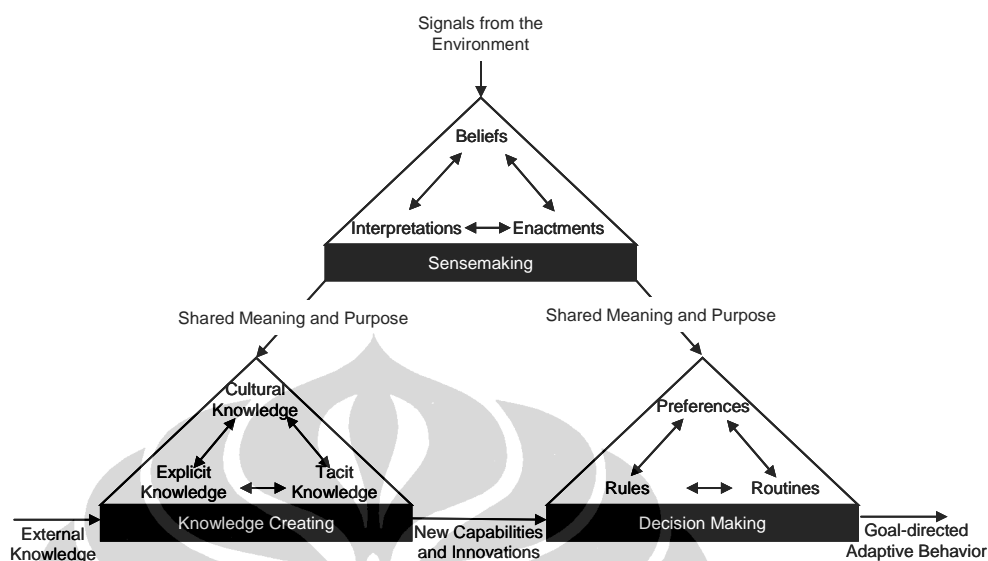 Signals from the
Environment
Beliefs
Interpretations
Enactments
Sensemaking
Shared Meaning and Purpose
Shared Meaning and Purpose
Cultural
Knowledge
Explicit
Knowledge
Tacit
Knowledge
Knowledge Creating
Preferences
Rules
Routines
Decision Making
External
Knowledge
New Capabilities
and Innovations
Goal-directed
Adaptive Behavior